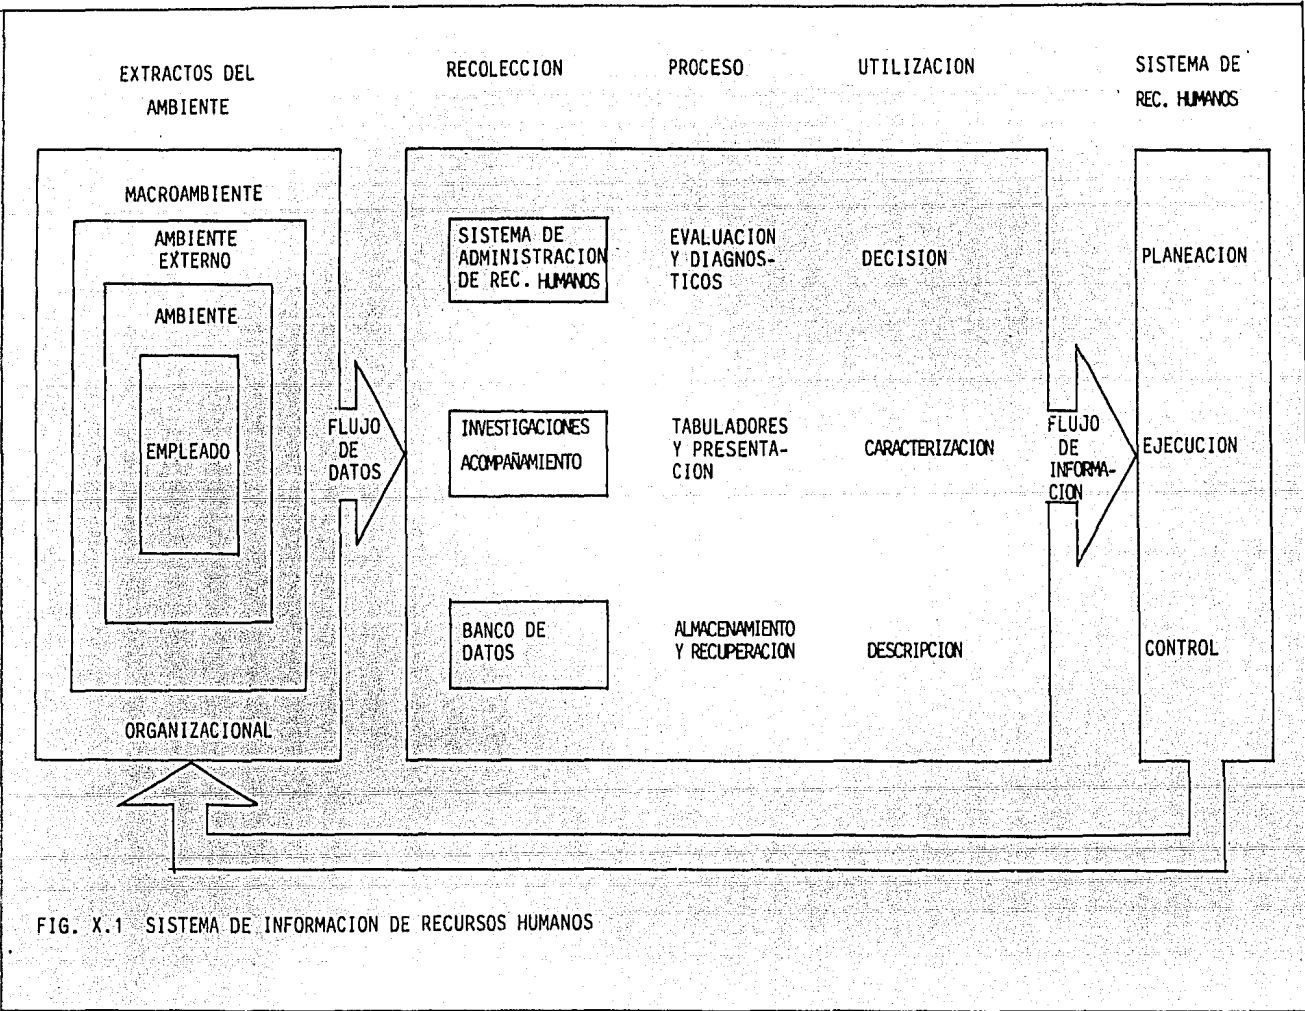 EXTRACTOS DEL
AMBIENTE
RECOLECCION
PROCESO
UTILIZACION
SISTEMA DE
REC. HUMANOS
MACROAMBIENTE
AMBIENTE
EXTERNO
AMBIENTE
EMPLEADO
ORGANIZACIONAL
FLUJO
DE
DATOS
SISTEMA DE
ADMINISTRACION
DE REC. HUMANOS
EVALUACION
Y DIAGNOS-
TICOS
DECISION
INVESTIGACIONES
ACOMPAÑAMIENTO
TABULADORES
Y PRESENTA-
CION
CARACTERIZACION
BANCO DE
DATOS
ALMACENAMIENTO
Y RECUPERACION
DESCRIPCION
FLUJO
DE
INFORMA-
CION
PLANEACION
EJECUCION
CONTROL
FIG. X.1 SISTEMA DE INFORMACION DE RECURSOS HUMANOS